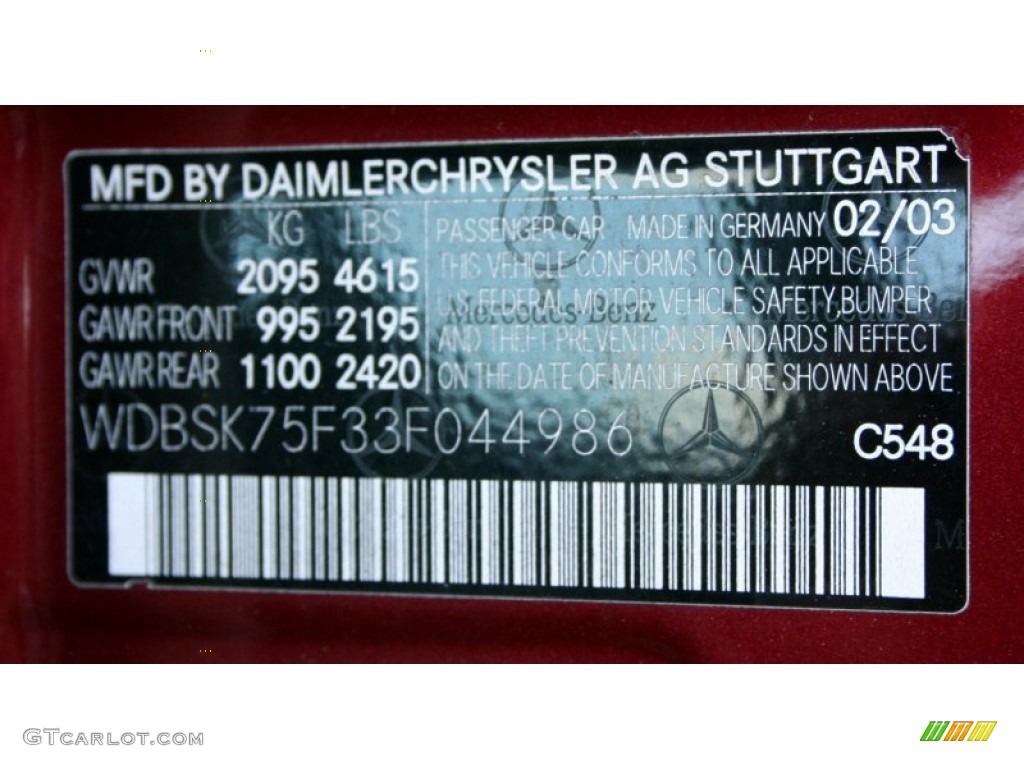 MFD BY DAIMLERCHRYSLER AG STUTTGART
KG LBS
GVWR 2095 4615
GAWR FRONT 995 2195
GAWR REAR 1100 2420
PASSENGER CAR MADE IN GERMANY 02/03
THIS VEHICLE CONFORMS TO ALL APPLICABLE
U.S. FEDERAL MOTOR VEHICLE SAFETY, BUMPER
AND THEFT PREVENTION STANDARDS IN EFFECT
ON THE DATE OF MANUFACTURE SHOWN ABOVE
Mercedes-Benz
WDBSK75F33F044986
C548
GTCARLOT.COM